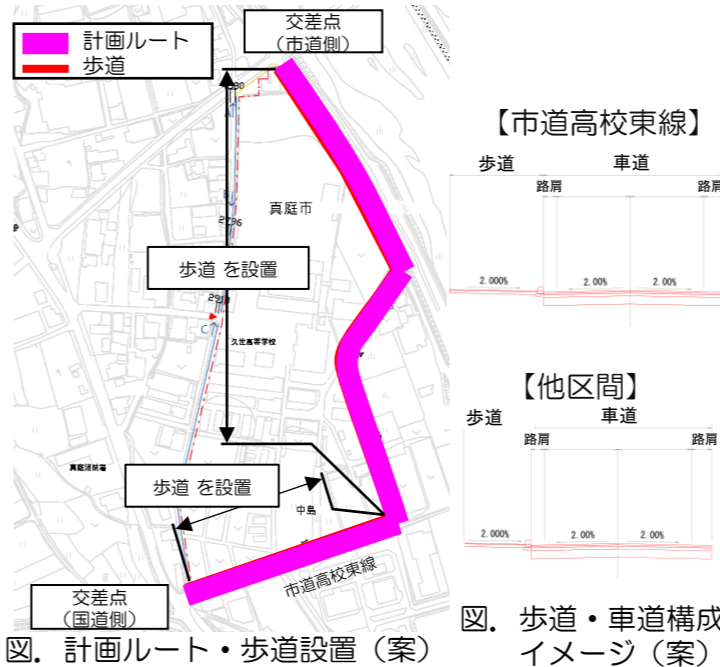 計画ルート
歩道
交差点
（市道側）
真庭市
歩道 を設置
久世高等学校
C
真庭消防署
歩道 を設置
中島
市道高校東線
交差点
（国道側）
図．計画ルート・歩道設置（案）
【市道高校東線】
歩道
車道
路肩
路肩
2.000%
2.00%
2.00%
【他区間】
歩道
車道
路肩
路肩
2.000%
2.00%
2.00%
図．歩道・車道構成
イメージ（案）